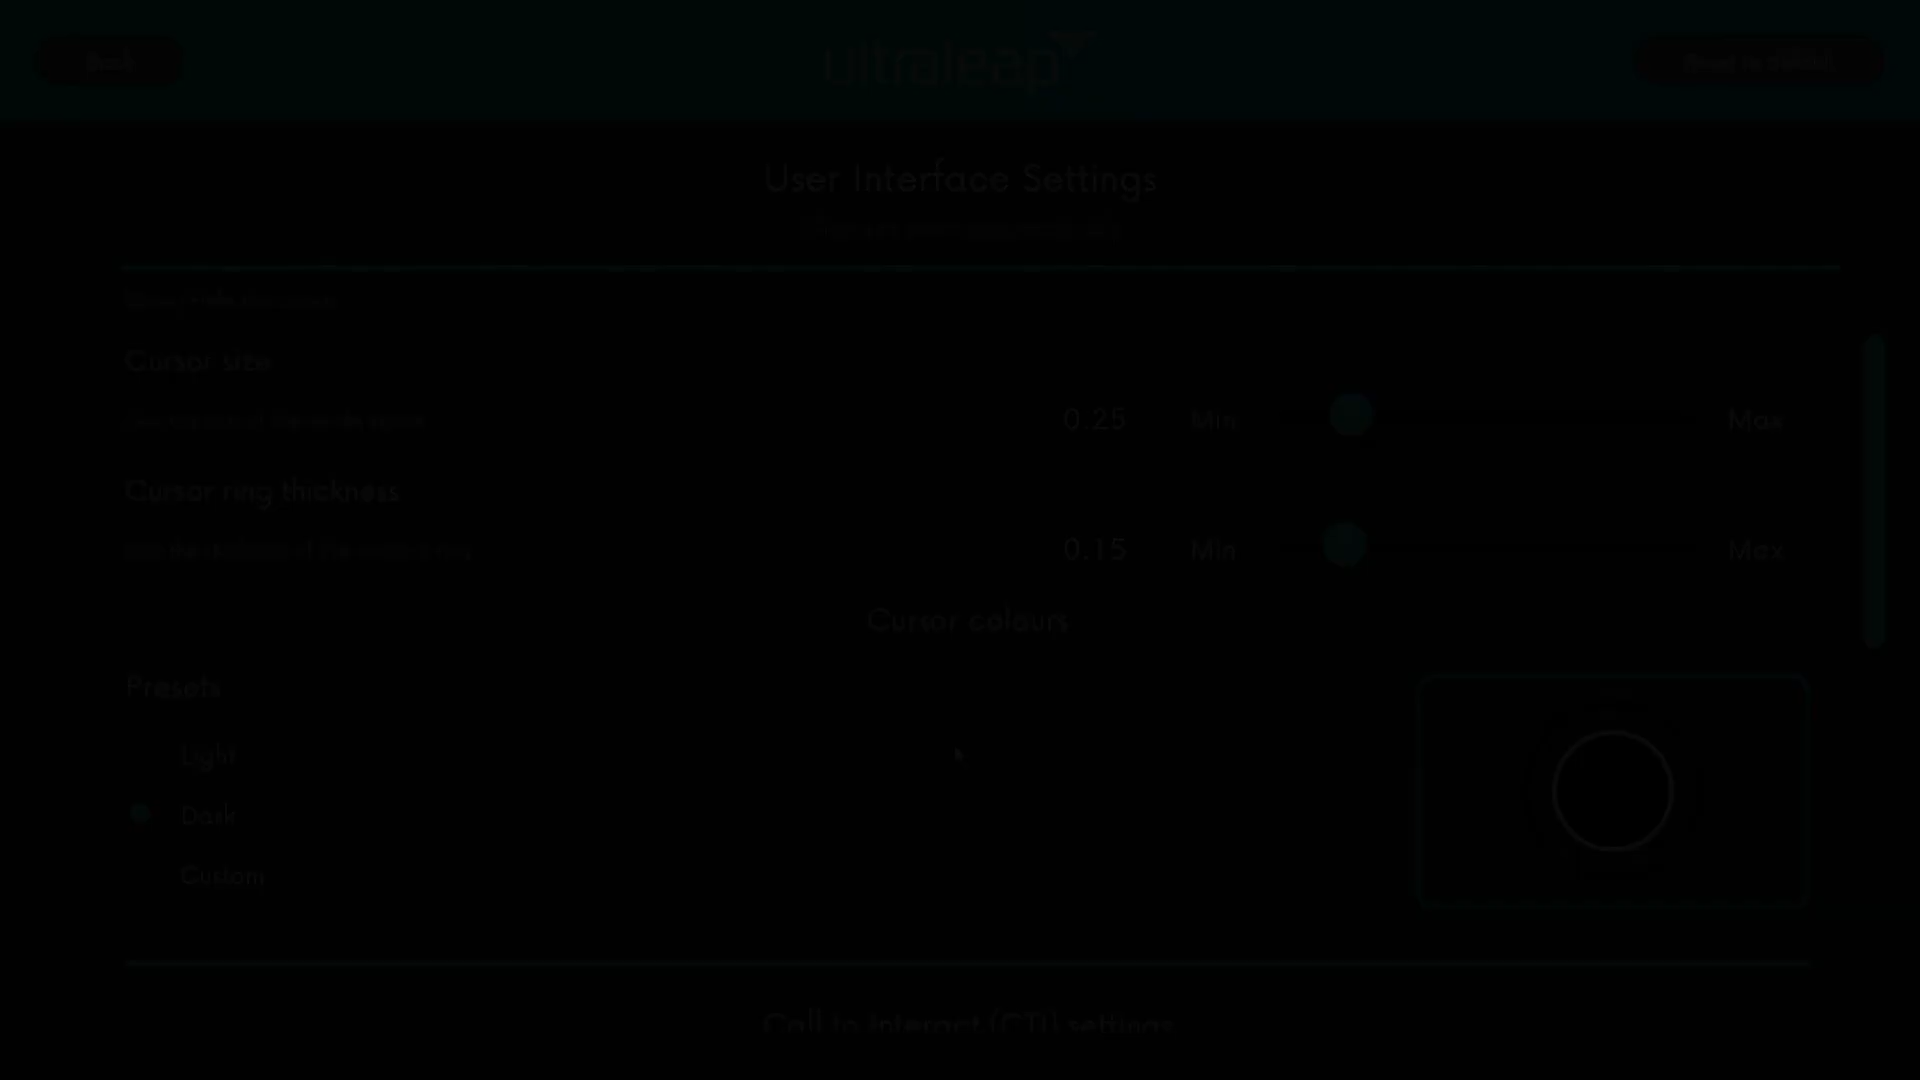 Back
ultraleap
Reset to default
User Interface Settings
Cursor size
0.25 Min Max
Cursor ring thickness
0.15 Min Max
Cursor colours
Presets
Light
Dark
Custom
Call to Interact (CTI) settings